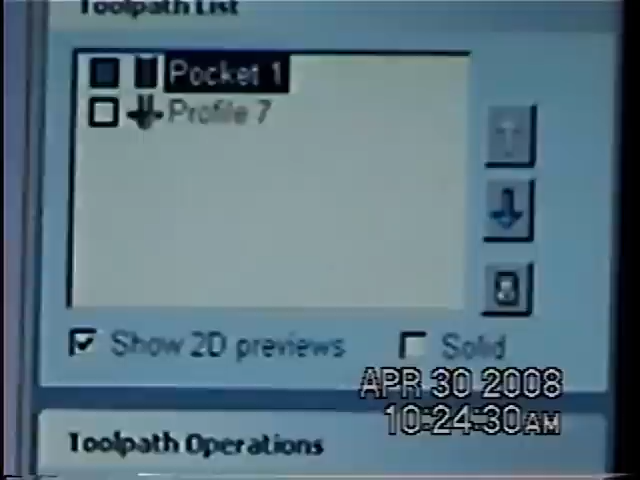 Toolpath List
Pocket 1
Profile 7
Show 2D previews
Solid
APR 30 2008
10:24:30AM
Toolpath Operations